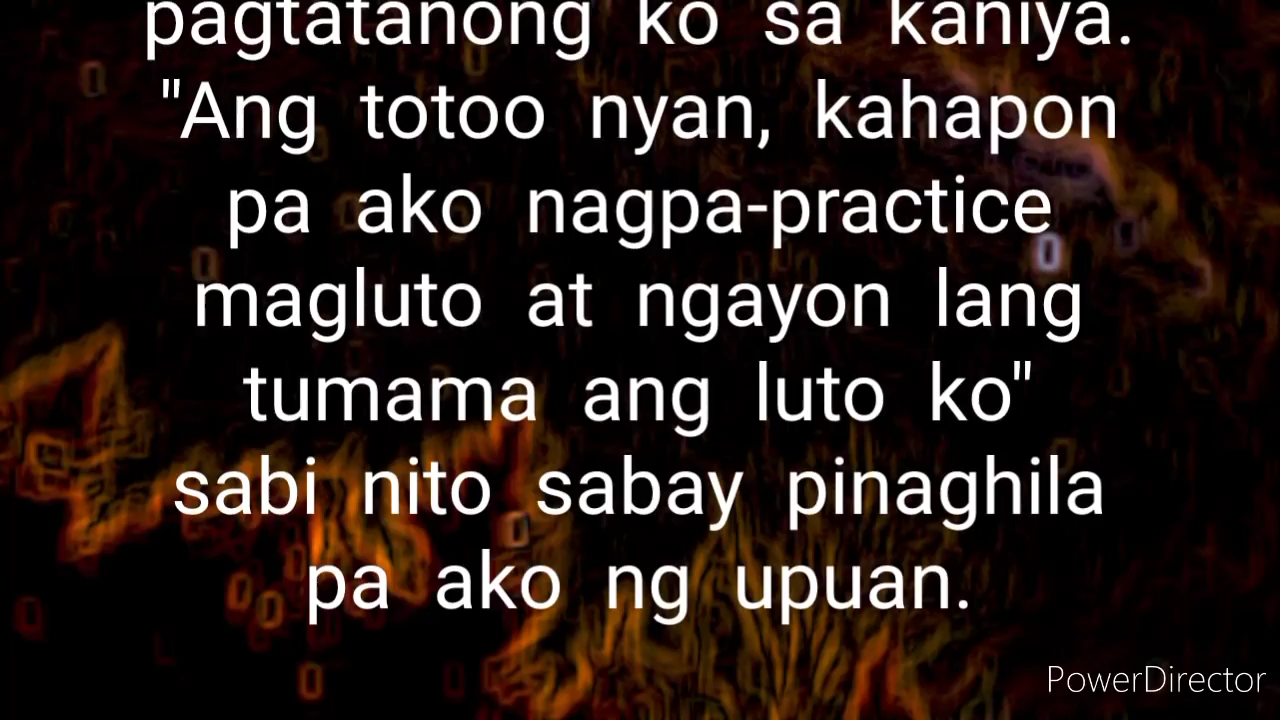 pagtatanong ko sa kaniya.
"Ang totoo nyan, kahapon
pa ako nagpa-practice
magluto at ngayon lang
tumama ang luto ko"
sabi nito sabay pinaghila
pa ako ng upuan.
PowerDirector